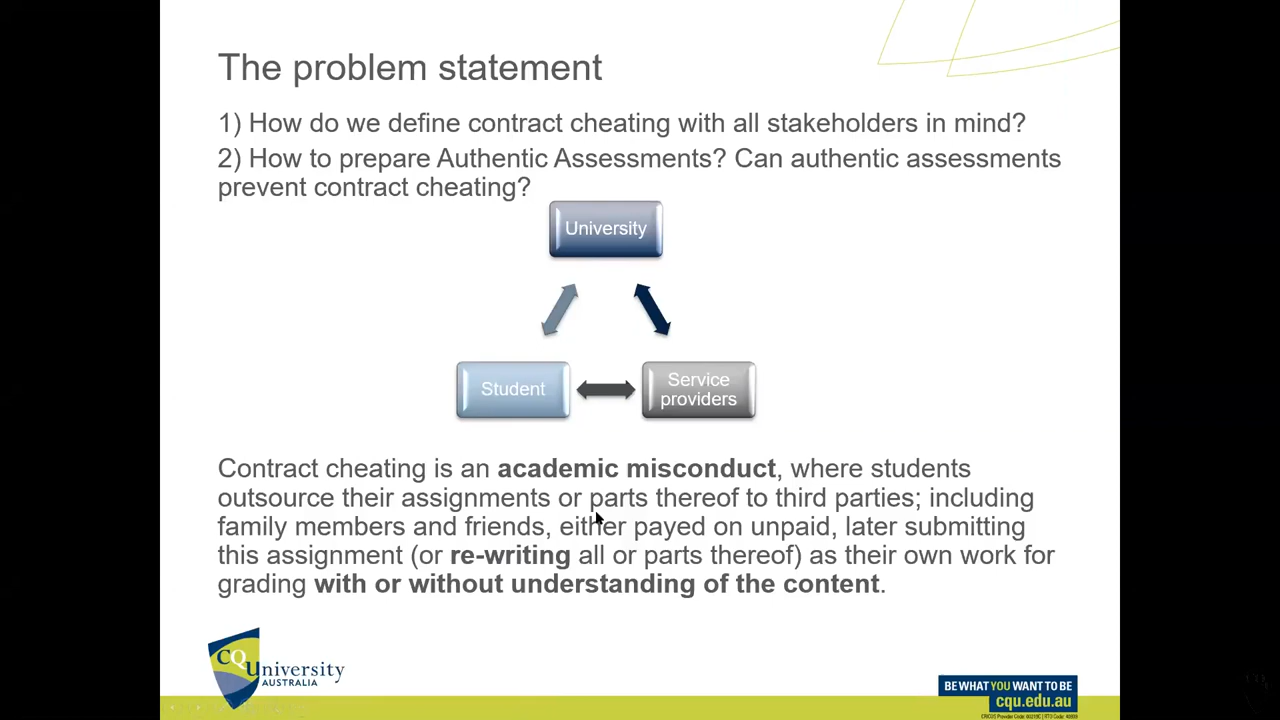 The problem statement
1) How do we define contract cheating with all stakeholders in mind?
2) How to prepare Authentic Assessments? Can authentic assessments
prevent contract cheating?
University
Student
Service
providers
Contract cheating is an academic misconduct, where students
outsource their assignments or parts thereof to third parties; including
family members and friends, either payed on unpaid, later submitting
this assignment (or re-writing all or parts thereof) as their own work for
grading with or without understanding of the content.
CQUniversity
AUSTRALIA
BE WHAT YOU WANT TO BE
cqu.edu.au